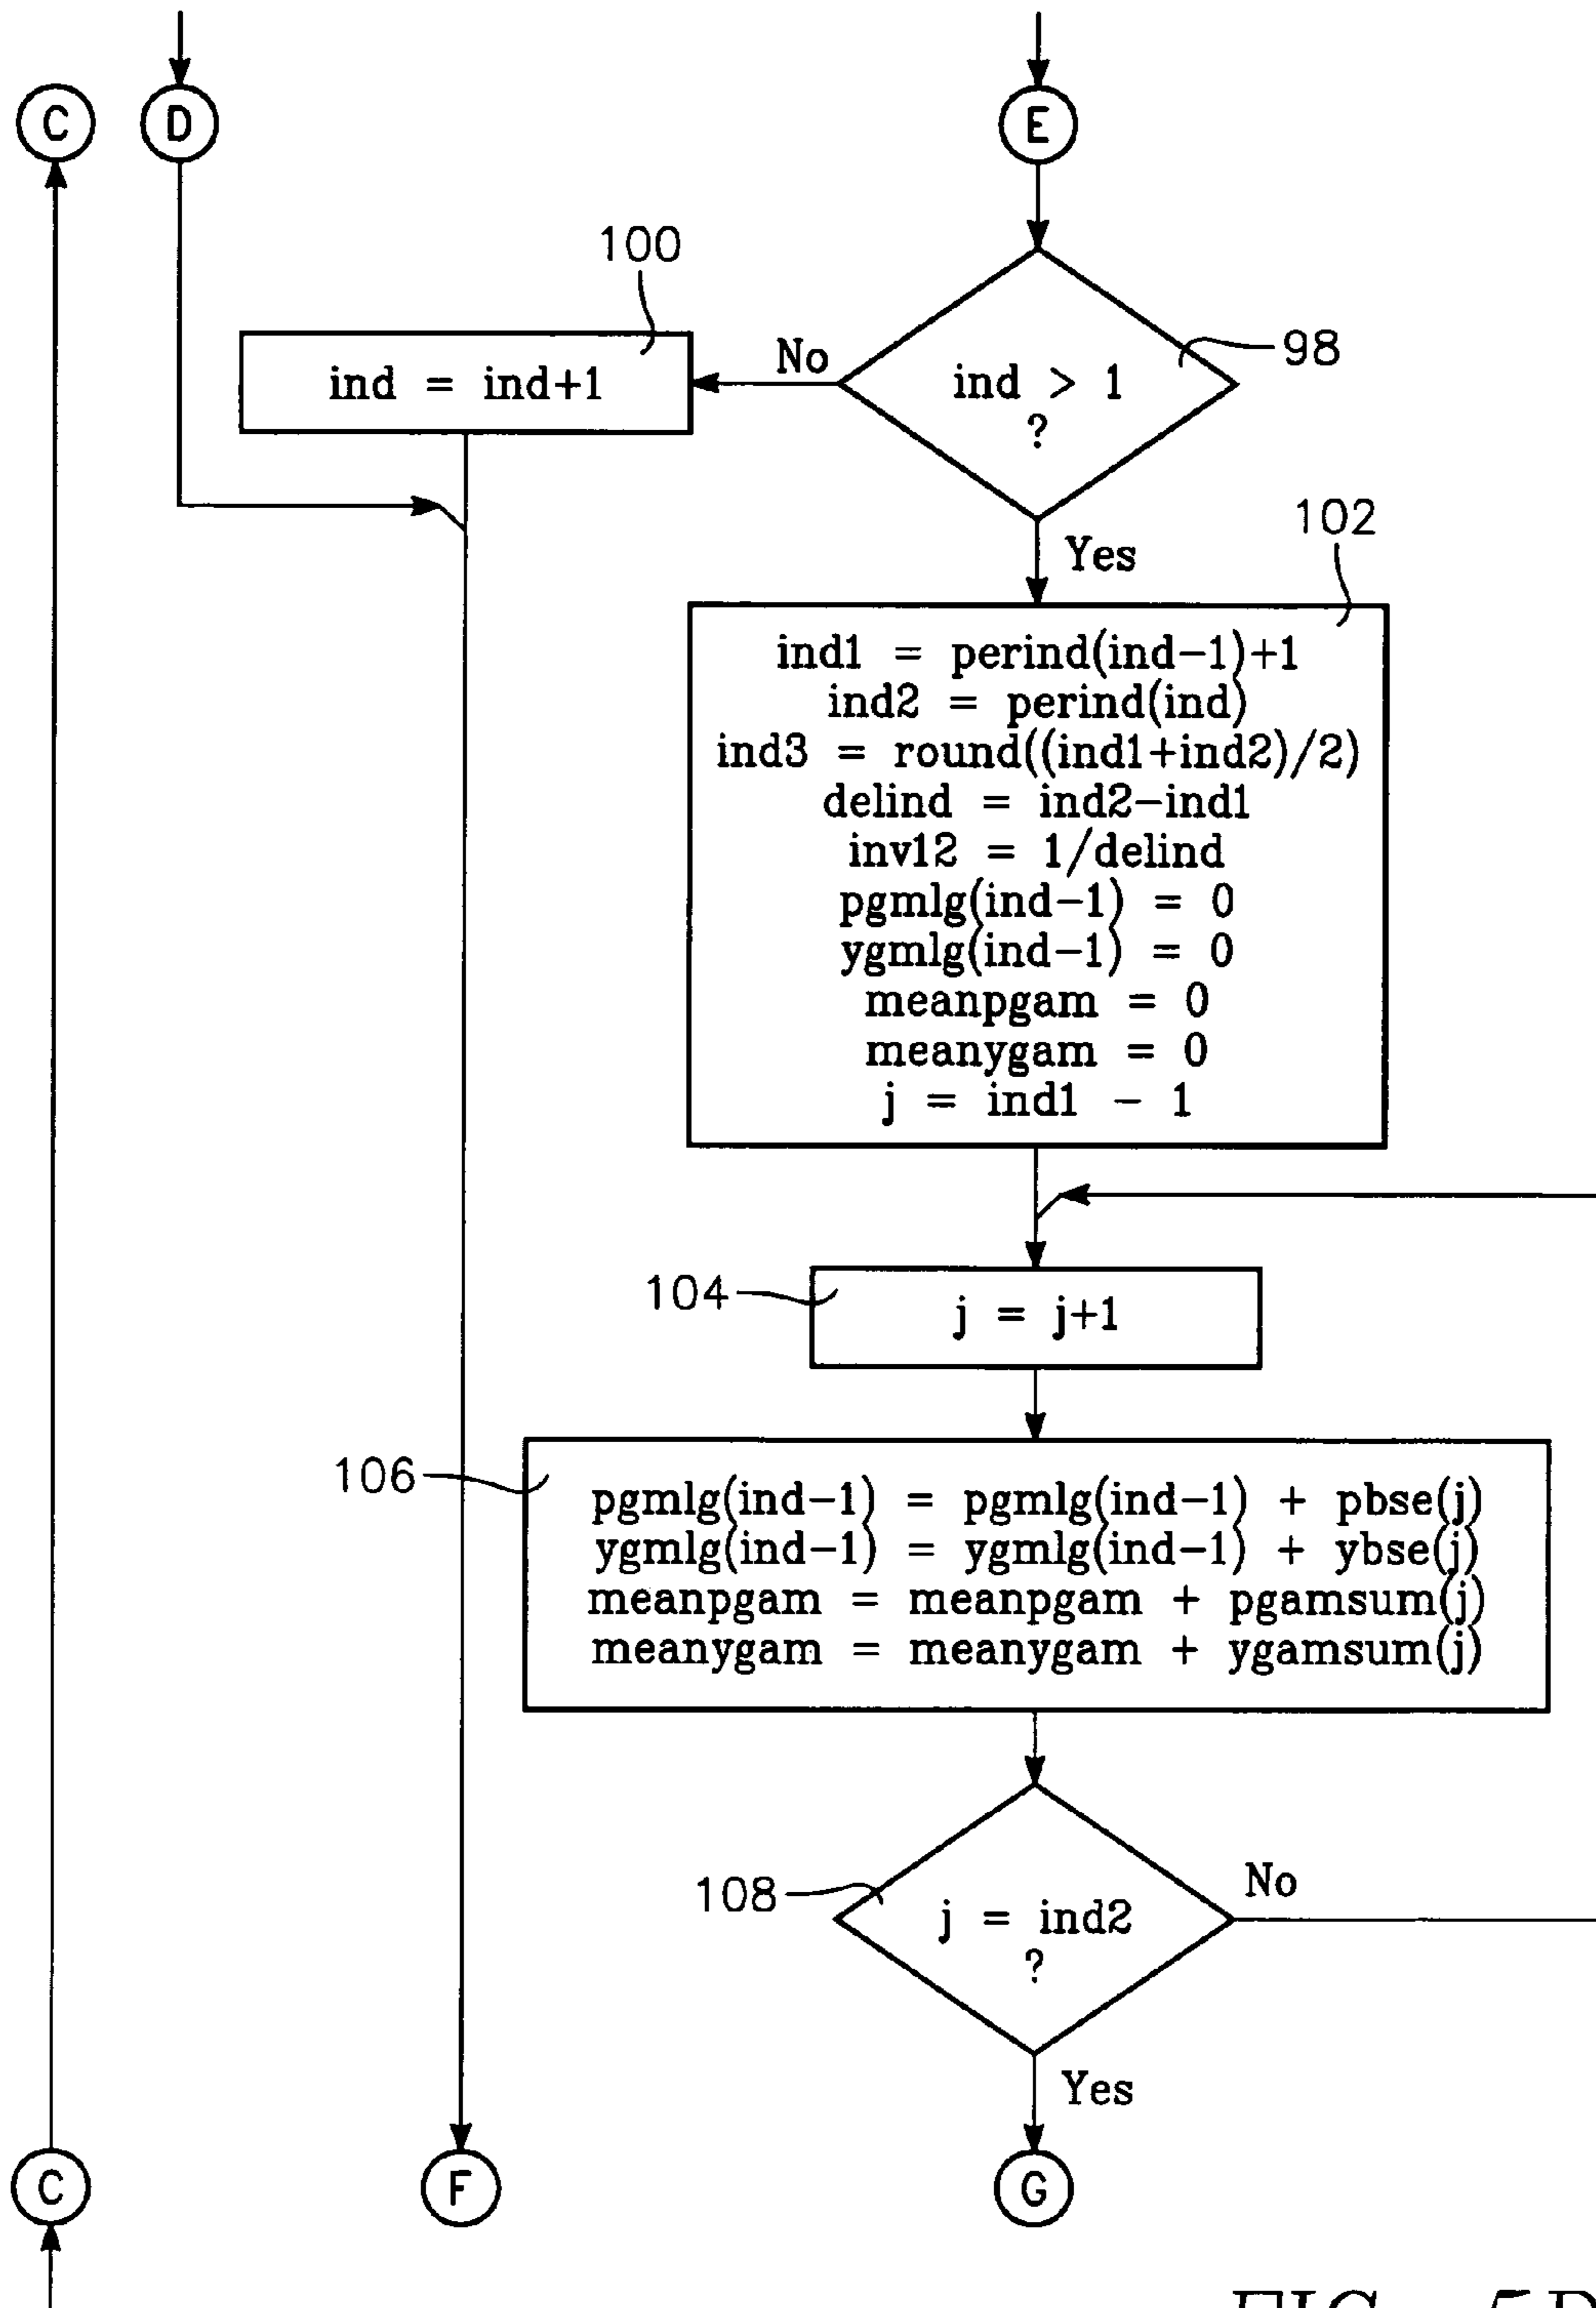 C
D
E
100
98
No
ind = ind+1
ind > 1
?
102
Yes
ind1 = perind(ind-1)+1
ind2 = perind(ind)
ind3 = round((ind1+ind2)/2)
delind = ind2-ind1
inv12 = 1/delind
pgmlg(ind-1) = 0
ygmlg(ind-1) = 0
meanpgam = 0
meanygam = 0
j = ind1 - 1
104
j = j+1
106
pgmlg(ind-1) = pgmlg(ind-1) + pbse(j)
ygmlg(ind-1) = ygmlg(ind-1) + ybse(j)
meanpgam = meanpgam + pgamsum(j)
meanygam = meanygam + ygamsum(j)
108
No
j = ind2
?
Yes
C
F
G